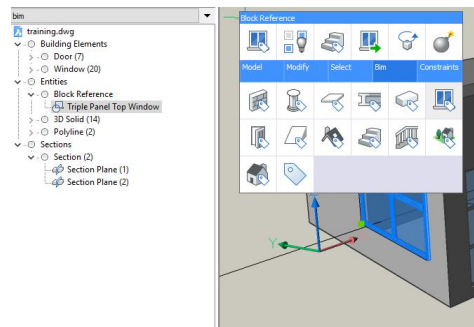 bim
training.dwg
Building Elements
Door (7)
Window (20)
Entities
Block Reference
Triple Panel Top Window
3D Solid (14)
Polyline (2)
Sections
Section (2)
Section Plane (1)
Section Plane (2)
Block Reference
Model Modify Select Bim Constraints
Y